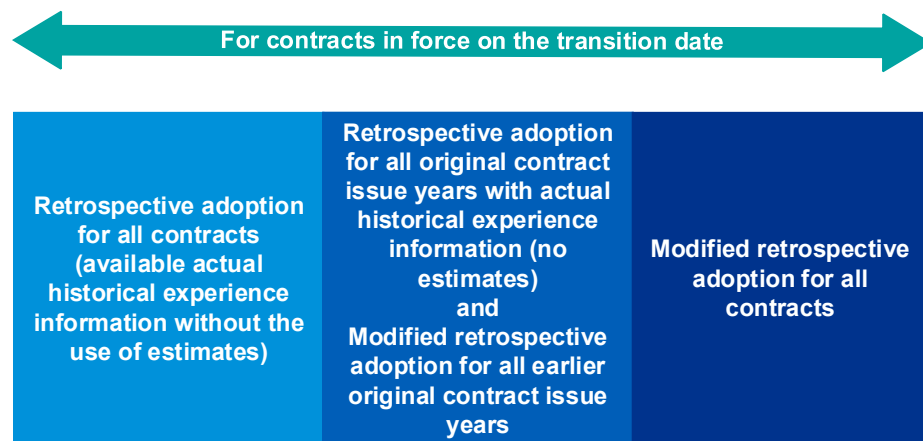 For contracts in force on the transition date
Retrospective adoption
for all contracts
(available actual
historical experience
information without the
use of estimates)
Retrospective adoption
for all original contract
issue years with actual
historical experience
information (no
estimates)
and
Modified retrospective
adoption for all earlier
original contract issue
years
Modified retrospective
adoption for all
contracts